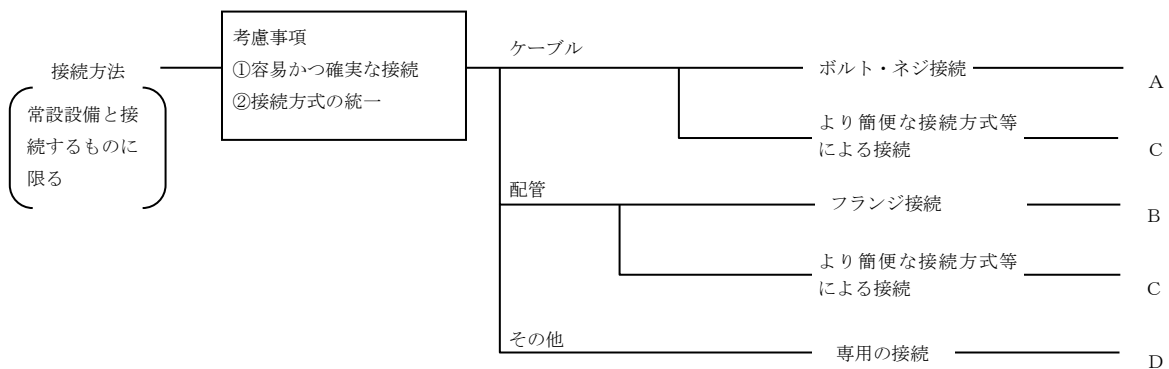 接続方法
常設設備と接
続するものに
限る
考慮事項
①容易かつ確実な接続
②接続方式の統一
ケーブル
ボルト・ネジ接続
A
より簡便な接続方式等
による接続
C
配管
フランジ接続
B
より簡便な接続方式等
による接続
C
その他
専用の接続
D